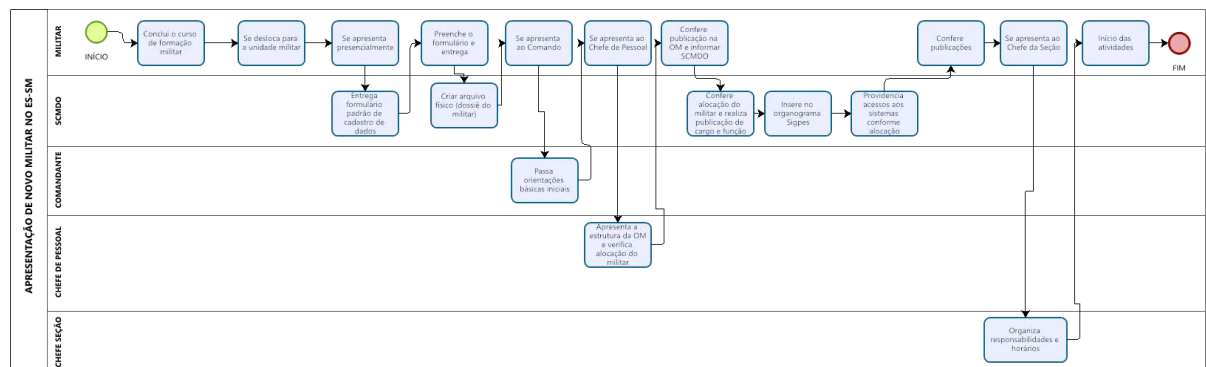 APRESENTAÇÃO DE NOVO MILITAR NO ES-SM
MILITAR
INÍCIO
Conclui o curso
de formação
militar
Se desloca para
a unidade militar
Se apresenta
presencialmente
Preenche o
formulário e
entrega
Se apresenta
ao Comando
Se apresenta ao
Chefe de Pessoal
Confere
publicação na
OM e informar
SCMDO
Confere
publicações
Se apresenta ao
Chefe da Seção
Início das
atividades
FIM
SCMDO
Entrega
formulário
padrão de
cadastro de
dados
Criar arquivo
físico (dossiê do
militar)
Confere
alocação do
militar e realiza
publicação de
cargo e função
Insere no
organograma
Sigpes
Providencia
acessos aos
sistemas
conforme
alocação
COMANDANTE
Passa
orientações
básicas iniciais
CHEFE DE PESSOAL
Apresenta a
estrutura da OM
e verifica
alocação do
militar
CHEFE SEÇÃO
Organiza
responsabilidades e
horários